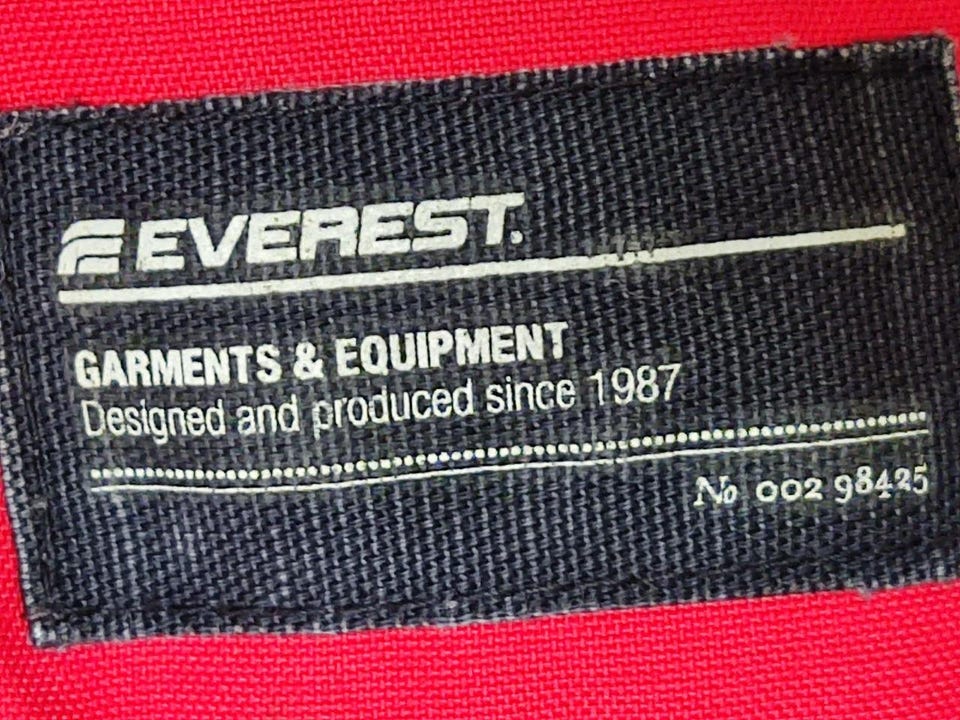 EVEREST.
GARMENTS & EQUIPMENT
Designed and produced since 1987
No 002 98425